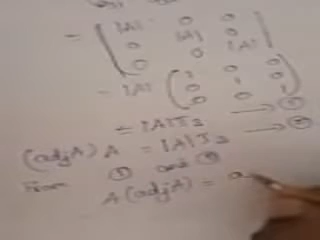 = [ |A| 0 0
0 |A| 0
0 0 |A| ]
= |A| ( 1 0 0
0 1 0
0 0 1 )
= |A| I₃ → ①
(adjA) A = |A| I₃ → ②
From ① and ②
A (adjA) = a